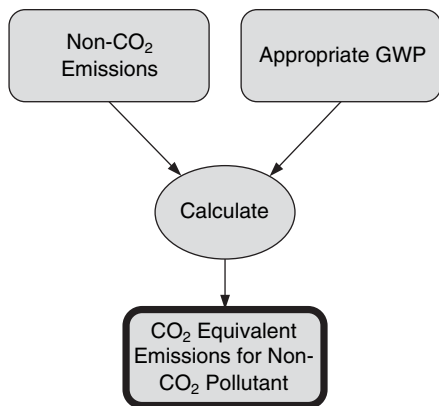 Non-CO₂
Emissions
Appropriate GWP
Calculate
CO₂ Equivalent
Emissions for Non-
CO₂ Pollutant